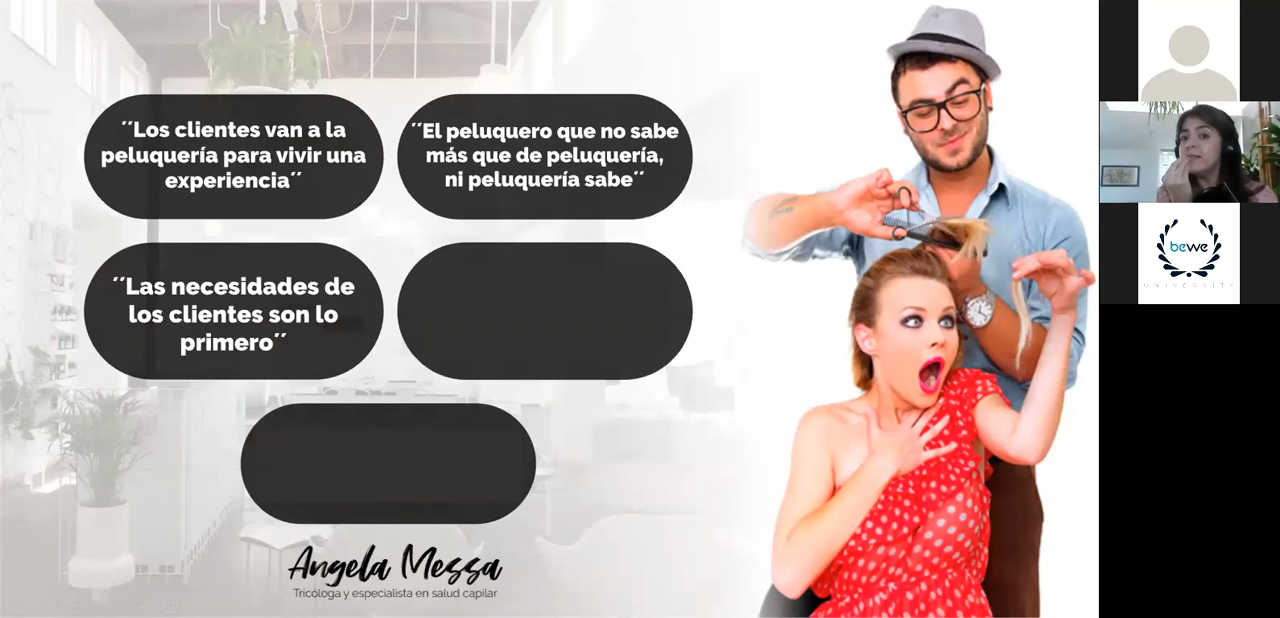 ´´Los clientes van a la
peluquería para vivir una
experiencia´´
´´El peluquero que no sabe
más que de peluquería,
ni peluquería sabe´´
´´Las necesidades de
los clientes son lo
primero´´
Angela Messa
Tricóloga y especialista en salud capilar
bewe
UNIVERSITY